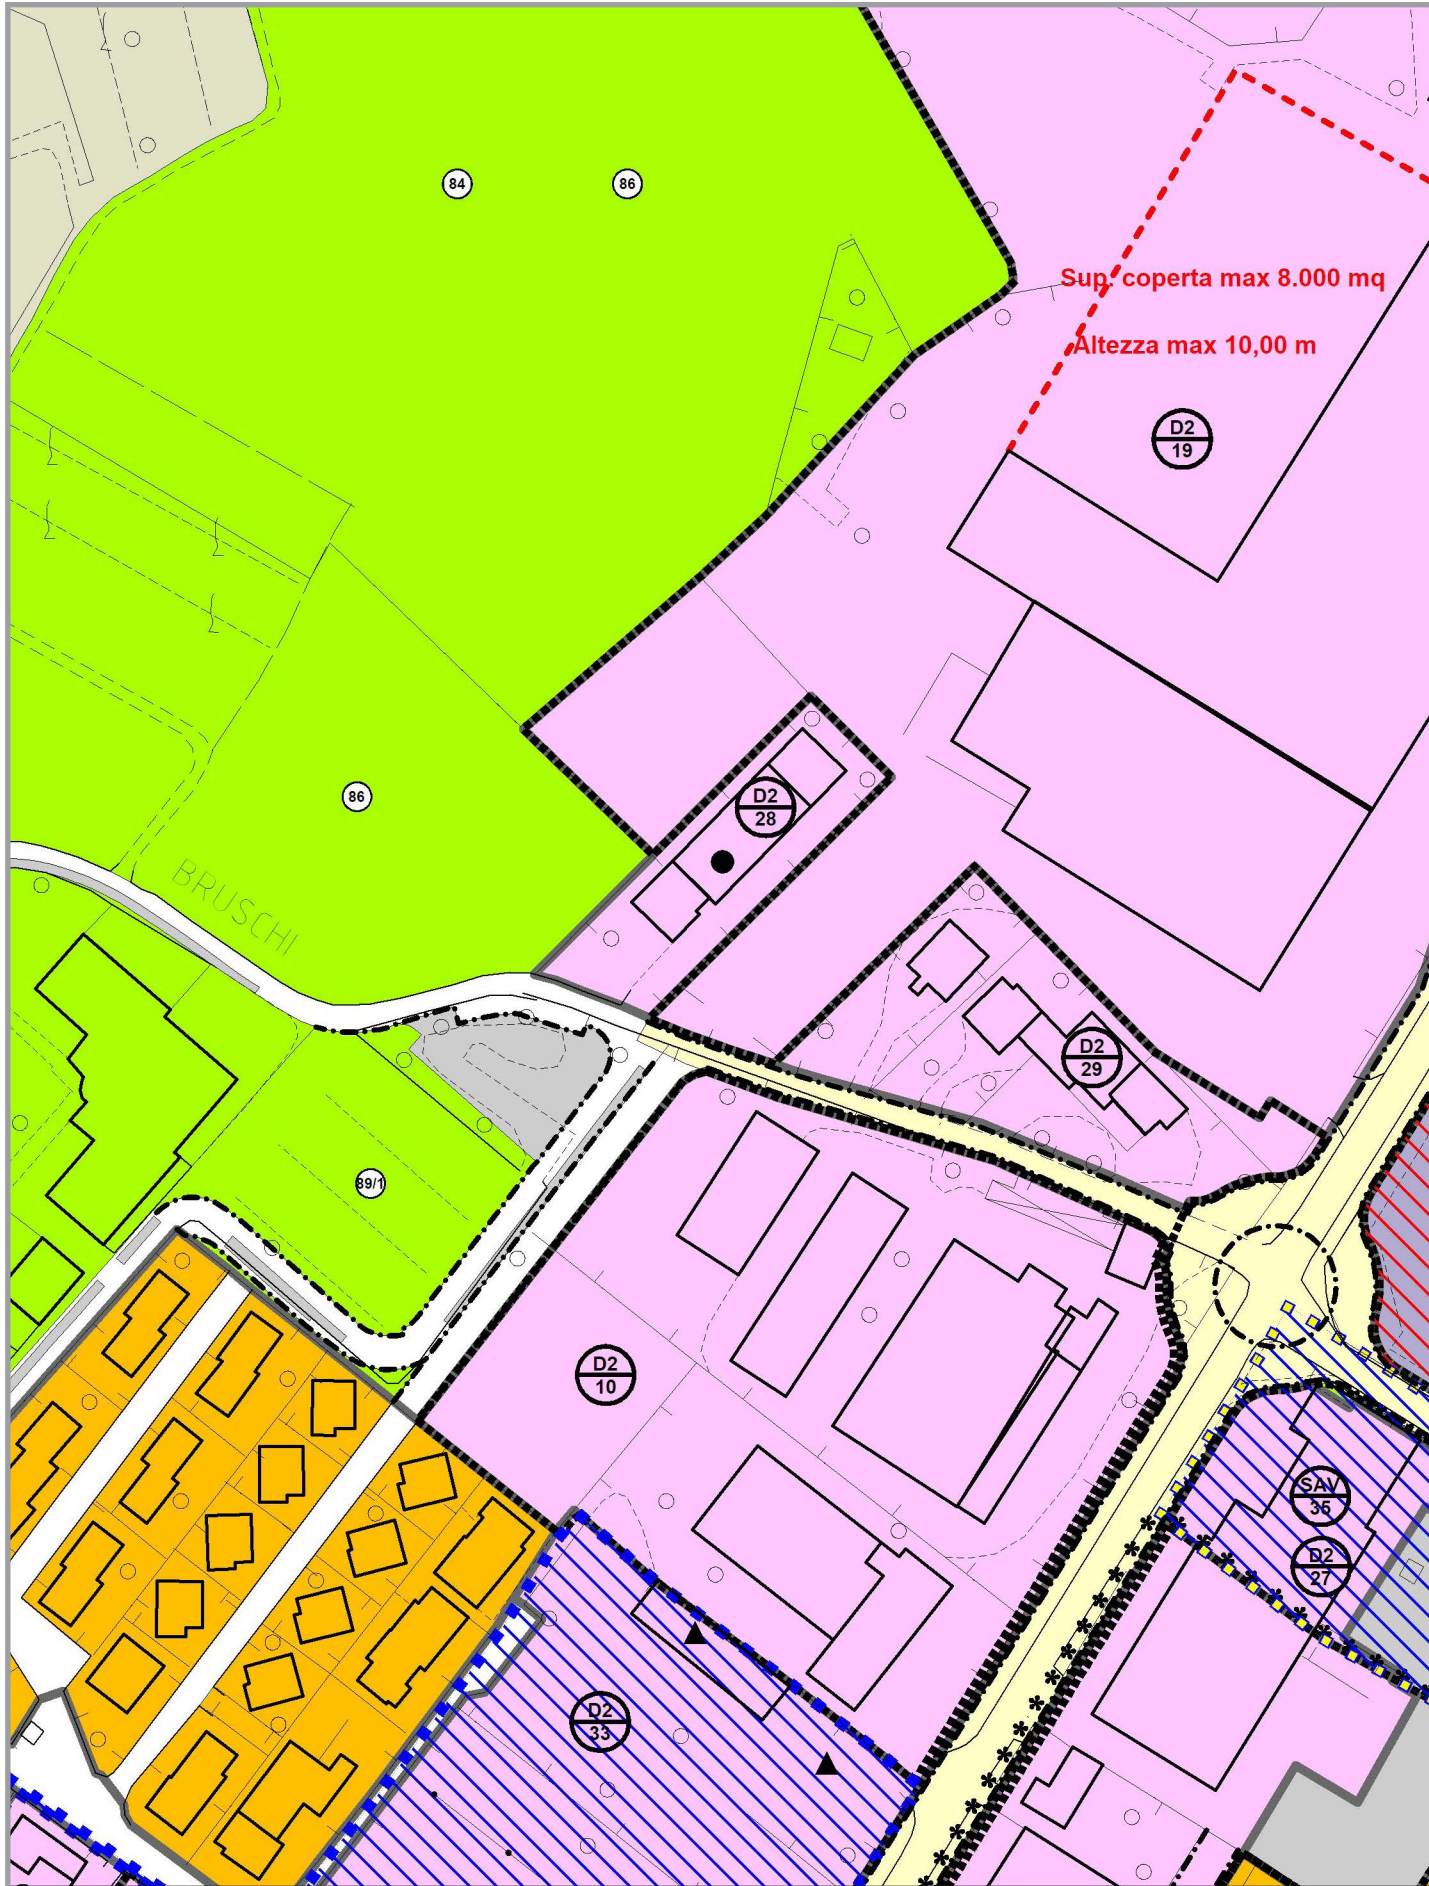 84
86
Sup. coperta max 8.000 mq
Altezza max 10,00 m
D2
19
86
D2
28
BRUSCHI
D2
29
89/1
D2
10
SAV
35
D2
27
D2
33